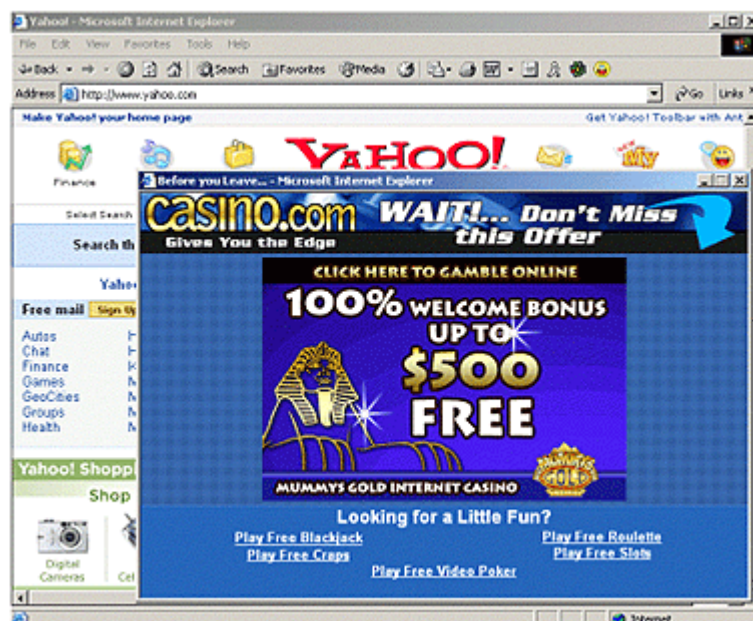 Yahoo! - Microsoft Internet Explorer
File Edit View Favorites Tools Help
Back Search Favorites Media
Address http://www.yahoo.com Go Links
Make Yahoo! your home page
Get Yahoo! Toolbar with Ant
YAHOO!
NEW
My
Finance
Select Search
Search th
Yaho
Free mail Sign Up
Autos
Chat
Finance
Games
GeoCities
Groups
Health
Yahoo! Shoppi
Shop
Digital
Cameras
Cel
Before you Leave... - Microsoft Internet Explorer
casino.com
Gives You the Edge
WAIT!... Don't Miss
this Offer
CLICK HERE TO GAMBLE ONLINE
100% WELCOME BONUS
UP TO
$500
FREE
MUMMYS GOLD INTERNET CASINO
MUMMYS
GOLD
Looking for a Little Fun?
Play Free Blackjack Play Free Roulette
Play Free Craps Play Free Slots
Play Free Video Poker
Internet